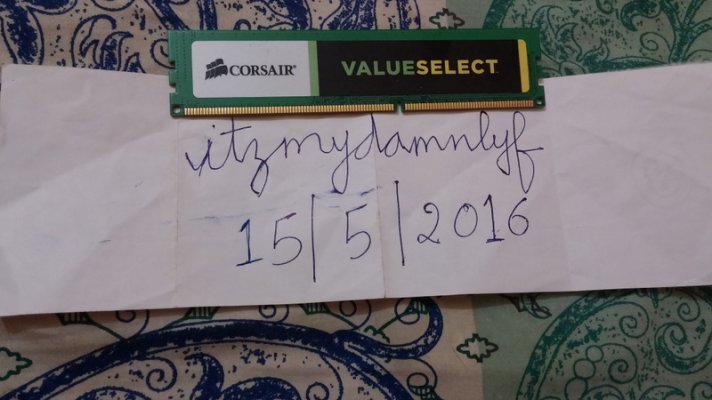 CORSAIR VALUESELECT
itzmydamnlyf
15|5|2016